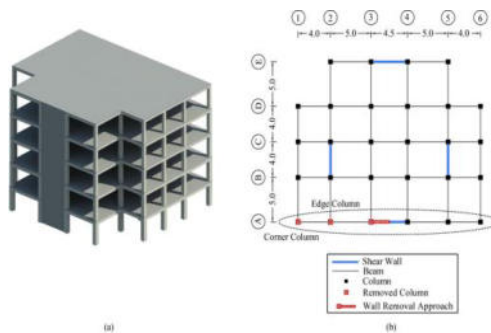 1 2 3 4 5 6
4.0 5.0 4.5 5.0 4.0
E
5.0
D
4.0
C
4.0
B
5.0
A
Edge Column
Corner Column
Shear Wall
Beam
Column
Removed Column
Wall Removal Approach
(a) (b)